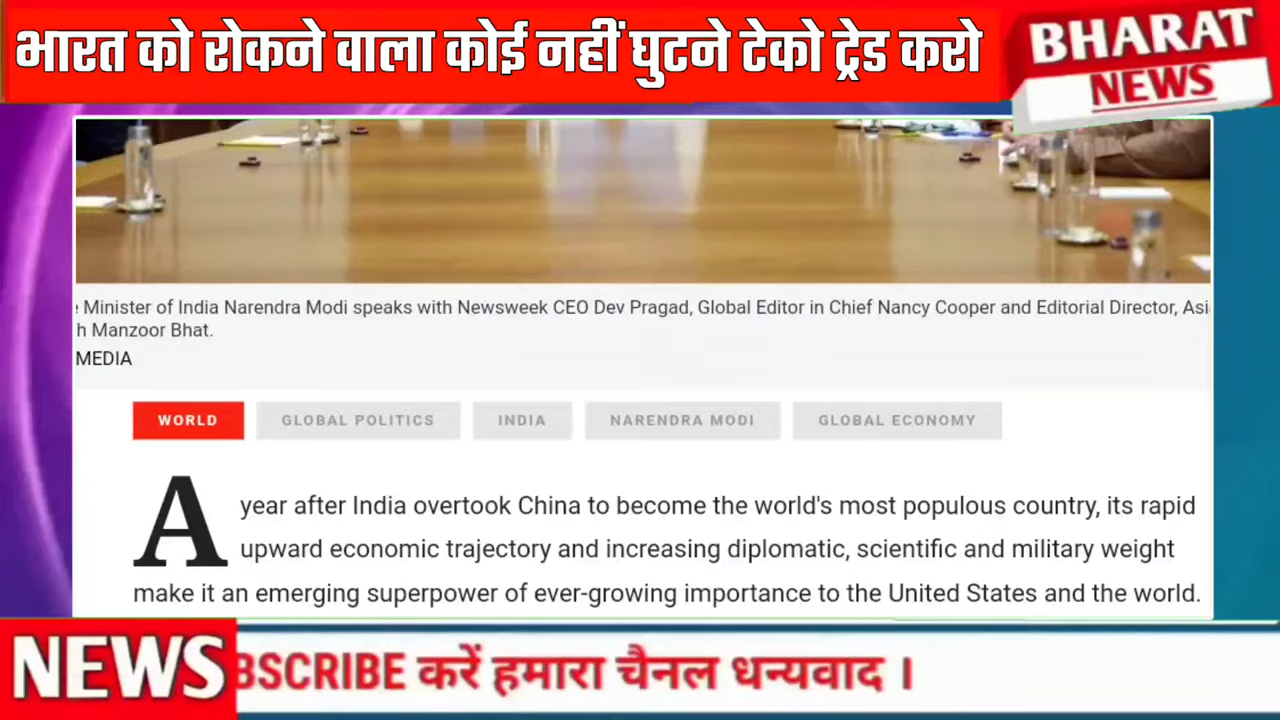 भारत को रोकने वाला कोई नहीं घुटने टेको ट्रेड करो
BHARAT
NEWS
Minister of India Narendra Modi speaks with Newsweek CEO Dev Pragad, Global Editor in Chief Nancy Cooper and Editorial Director, Asi
h Manzoor Bhat.
MEDIA
WORLD GLOBAL POLITICS INDIA NARENDRA MODI GLOBAL ECONOMY
A year after India overtook China to become the world's most populous country, its rapid
upward economic trajectory and increasing diplomatic, scientific and military weight
make it an emerging superpower of ever-growing importance to the United States and the world.
NEWS
BSCRIBE करें हमारा चैनल धन्यवाद ।